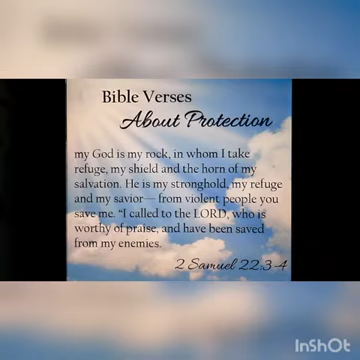 Bible Verses
About Protection
my God is my rock, in whom I take
refuge, my shield and the horn of my
salvation. He is my stronghold, my refuge
and my savior— from violent people you
save me. “I called to the LORD, who is
worthy of praise, and have been saved
from my enemies.
2 Samuel 22:3-4
InShOt